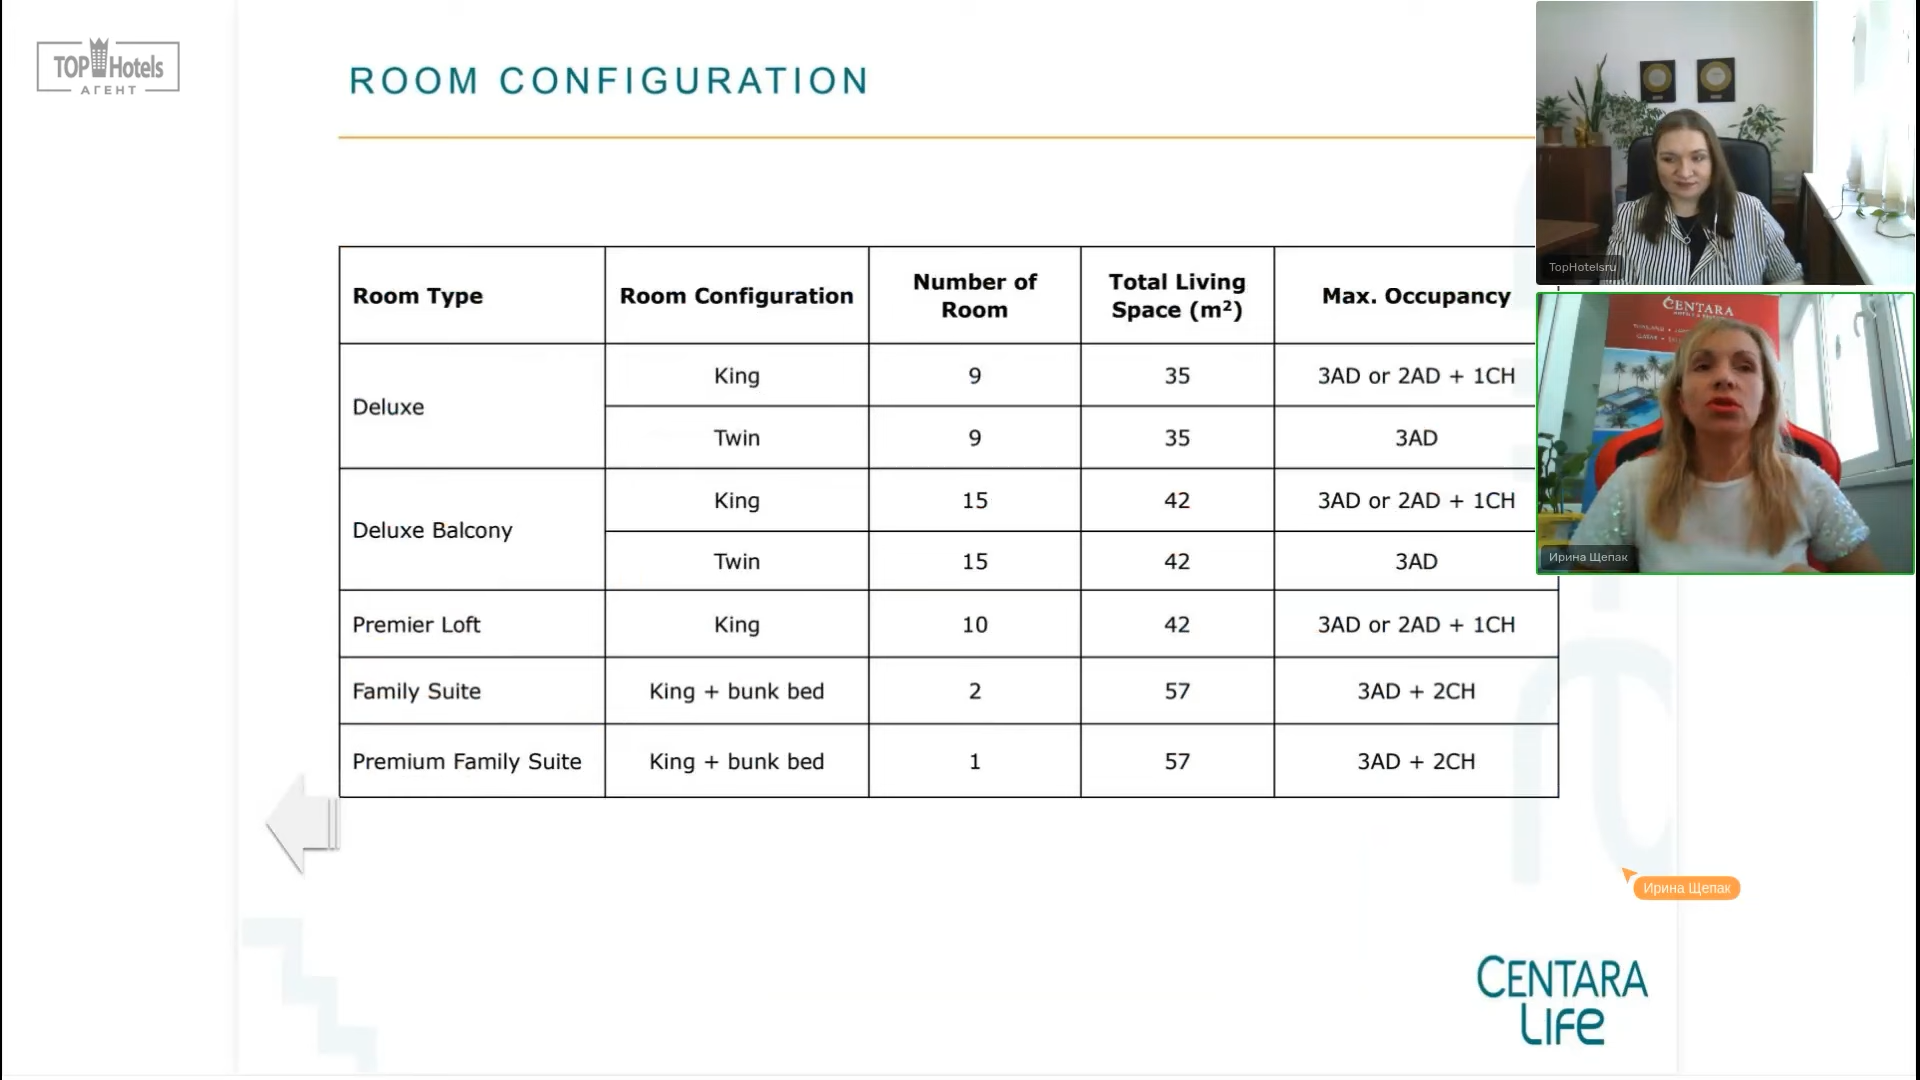 TOP Hotels
АГЕНТ
ROOM CONFIGURATION
Room Type
Room Configuration
Number of
Room
Total Living
Space (m²)
Max. Occupancy
Deluxe
King
9
35
3AD or 2AD + 1CH
Twin
9
35
3AD
Deluxe Balcony
King
15
42
3AD or 2AD + 1CH
Twin
15
42
3AD
Premier Loft
King
10
42
3AD or 2AD + 1CH
Family Suite
King + bunk bed
2
57
3AD + 2CH
Premium Family Suite
King + bunk bed
1
57
3AD + 2CH
TopHotelsru
CENTARA
Ирина Щепак
Ирина Щепак
CENTARA
LIFE